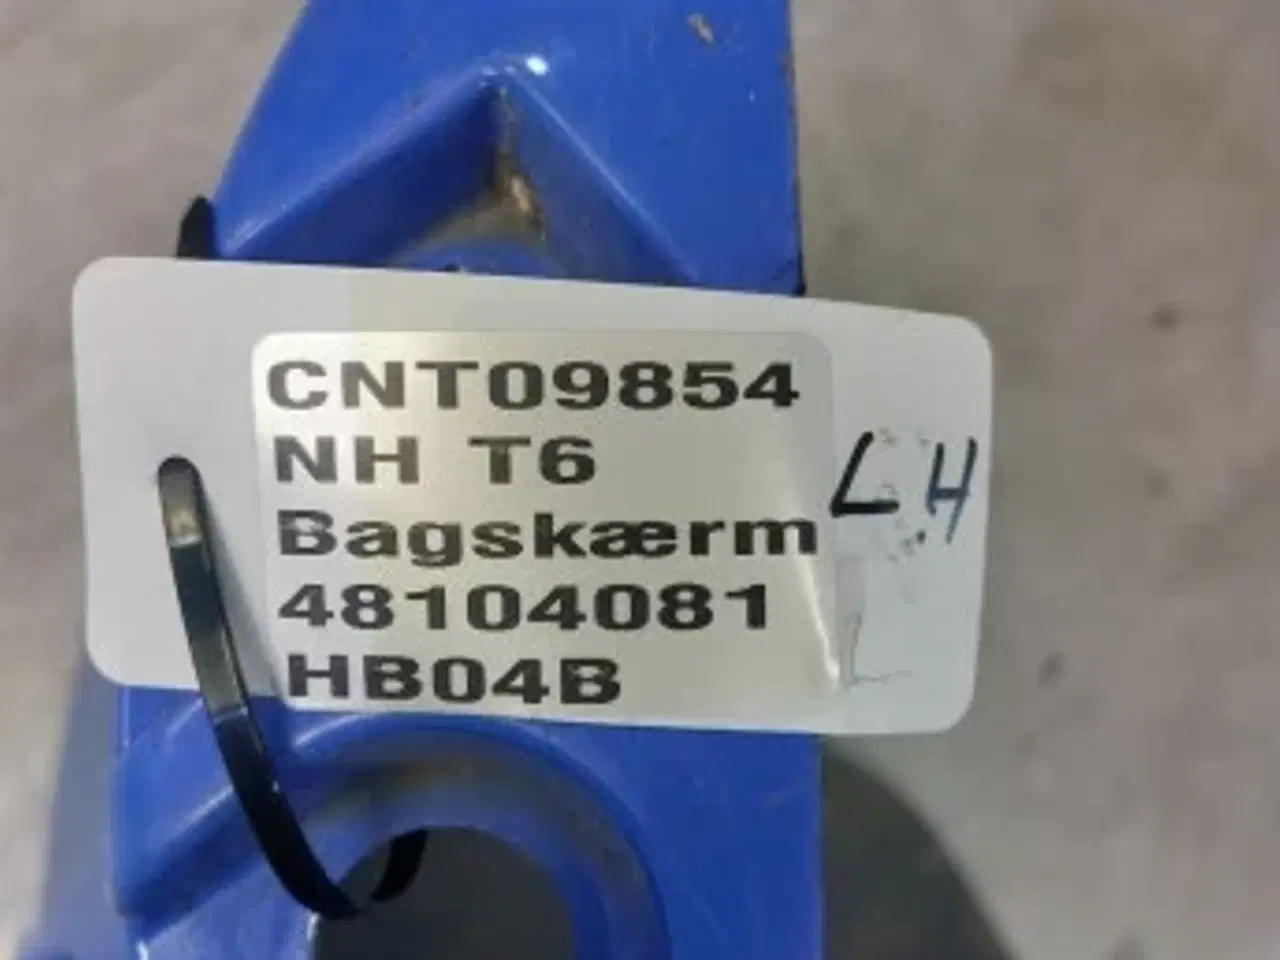 CNT09854
NH T6
Bagskærm
48104081
HB04B
LH
L